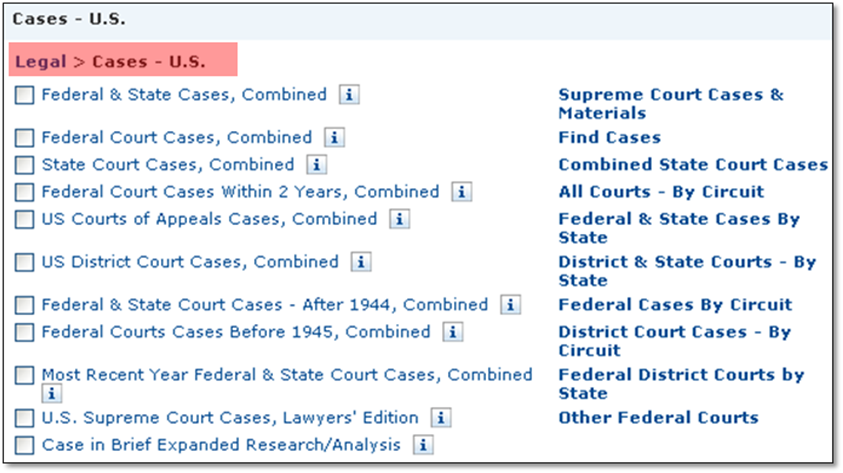 Cases - U.S.
Legal > Cases - U.S.
Federal & State Cases, Combined i
Supreme Court Cases &
Materials
Federal Court Cases, Combined i
Find Cases
State Court Cases, Combined i
Combined State Court Cases
Federal Court Cases Within 2 Years, Combined i
All Courts - By Circuit
US Courts of Appeals Cases, Combined i
Federal & State Cases By
State
US District Court Cases, Combined i
District & State Courts - By
State
Federal & State Court Cases - After 1944, Combined i
Federal Cases By Circuit
Federal Courts Cases Before 1945, Combined i
District Court Cases - By
Circuit
Most Recent Year Federal & State Court Cases, Combined
i
Federal District Courts by
State
U.S. Supreme Court Cases, Lawyers' Edition i
Other Federal Courts
Case in Brief Expanded Research/Analysis i